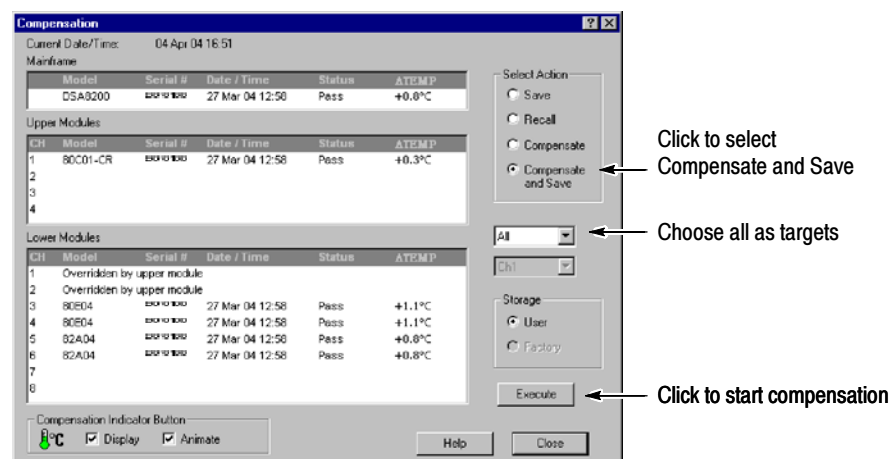 Compensation
Current Date/Time: 04 Apr 04 16:51
Mainframe
Model Serial # Date / Time Status ΔTEMP
DSA8200 27 Mar 04 12:58 Pass +0.8°C
Upper Modules
CH Model Serial # Date / Time Status ΔTEMP
1 80C01-CR 27 Mar 04 12:58 Pass +0.3°C
2
3
4
Lower Modules
CH Model Serial # Date / Time Status ΔTEMP
1 Overridden by upper module
2 Overridden by upper module
3 80E04 27 Mar 04 12:58 Pass +1.1°C
4 80E04 27 Mar 04 12:58 Pass +1.1°C
5 82A04 27 Mar 04 12:58 Pass +0.8°C
6 82A04 27 Mar 04 12:58 Pass +0.8°C
7
8
Compensation Indicator Button
°C Display Animate
Select Action
Save
Recall
Compensate
Compensate
and Save
All
Ch1
Storage
User
Factory
Execute
Help Close
Click to select
Compensate and Save
Choose all as targets
Click to start compensation